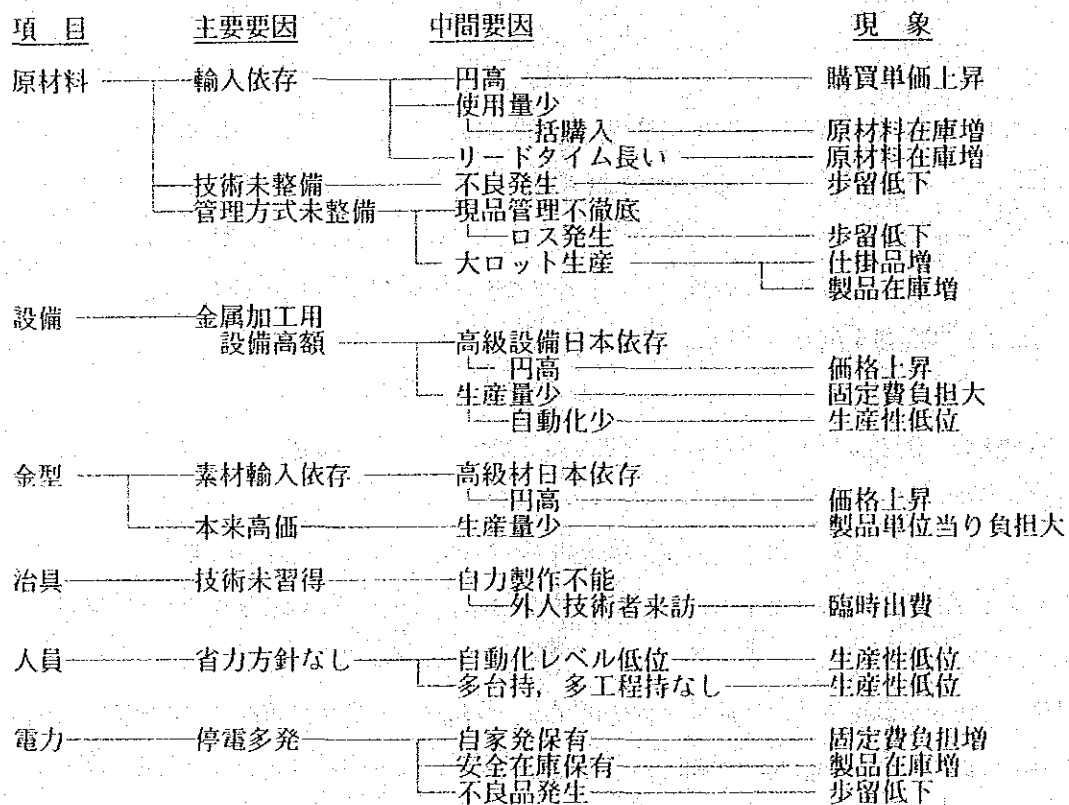 項 目 主要要因 中間要因 現 象
原材料 輸入依存 円高 購買単価上昇
使用量少
一括購入 原材料在庫増
リードタイム長い 原材料在庫増
技術未整備 不良発生 歩留低下
管理方式未整備 現品管理不徹底
ロス発生 歩留低下
大ロット生産 仕掛品増
製品在庫増
設備 金属加工用
設備高額 高級設備日本依存
円高 価格上昇
生産量少 固定費負担大
自動化少 生産性低位
金型 素材輸入依存 高級材日本依存
円高 価格上昇
本来高価 生産量少 製品単位当り負担大
治具 技術未習得 自力製作不能
外人技術者来訪 臨時出費
人員 省力方針なし 自動化レベル低位 生産性低位
多台持，多工程持なし 生産性低位
電力 停電多発 自家発保有 固定費負担増
安全在庫保有 製品在庫増
不良品発生 歩留低下